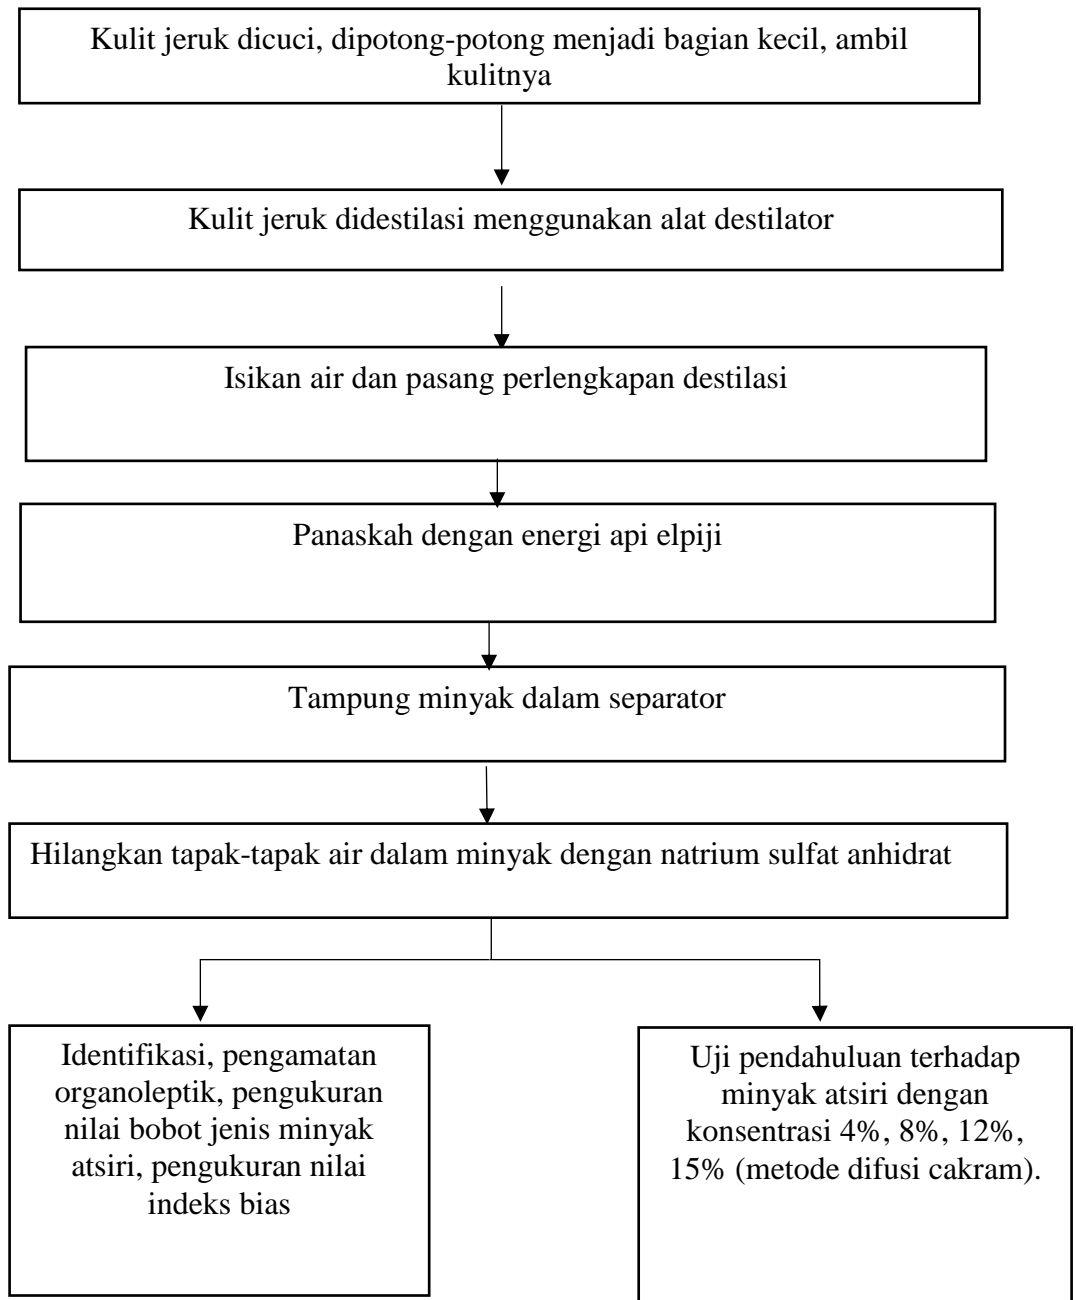 Kulit jeruk dicuci, dipotong-potong menjadi bagian kecil, ambil
kulitnya
Kulit jeruk didestilasi menggunakan alat destilator
Isikan air dan pasang perlengkapan destilasi
Panaskah dengan energi api elpiji
Tampung minyak dalam separator
Hilangkan tapak-tapak air dalam minyak dengan natrium sulfat anhidrat
Identifikasi, pengamatan
organoleptik, pengukuran
nilai bobot jenis minyak
atsiri, pengukuran nilai
indeks bias
Uji pendahuluan terhadap
minyak atsiri dengan
konsentrasi 4%, 8%, 12%,
15% (metode difusi cakram).